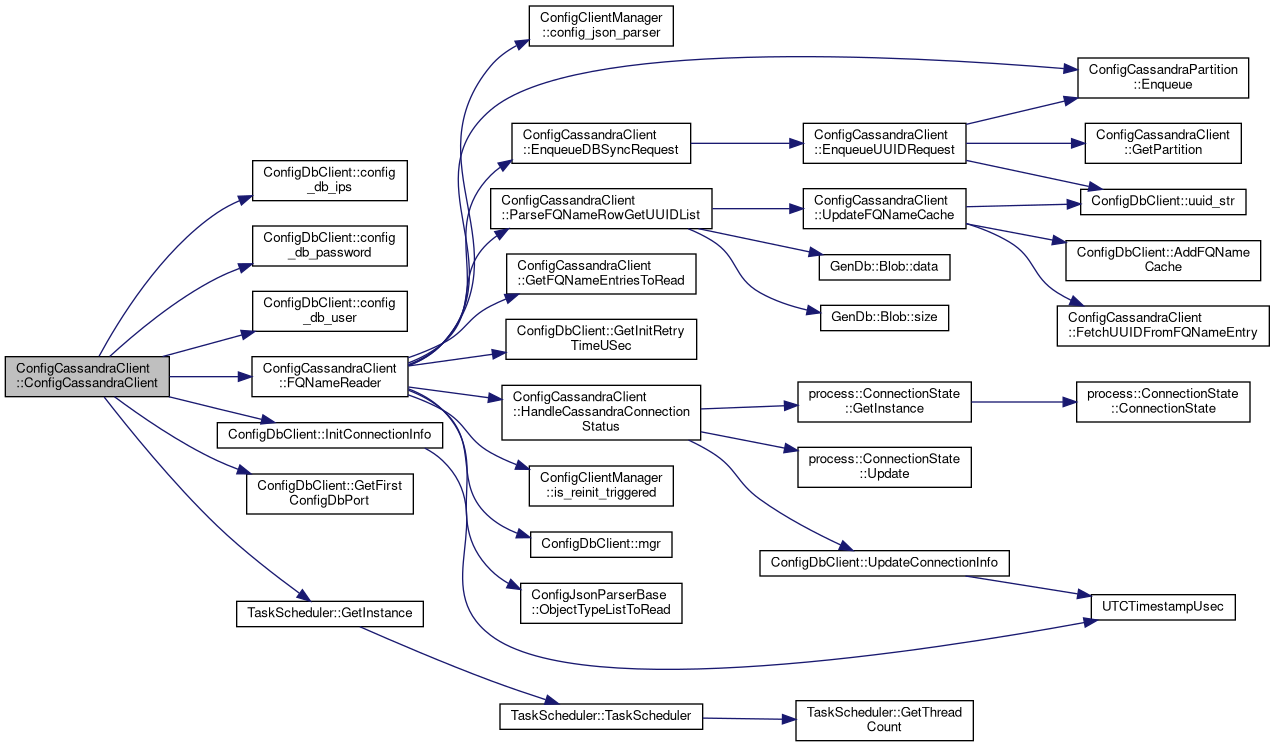 ConfigClientManager
::config_json_parser
ConfigCassandraPartition
::Enqueue
ConfigCassandraClient
::EnqueueDBSyncRequest
ConfigCassandraClient
::EnqueueUUIDRequest
ConfigCassandraClient
::GetPartition
ConfigDbClient::config
_db_ips
ConfigCassandraClient
::ParseFQNameRowGetUUIDList
ConfigCassandraClient
::UpdateFQNameCache
ConfigDbClient::uuid_str
ConfigDbClient::config
_db_password
ConfigCassandraClient
::GetFQNameEntriesToRead
GenDb::Blob::data
ConfigDbClient::AddFQName
Cache
ConfigDbClient::config
_db_user
ConfigDbClient::GetInitRetry
TimeUSec
GenDb::Blob::size
ConfigCassandraClient
::FetchUUIDFromFQNameEntry
ConfigCassandraClient
::ConfigCassandraClient
ConfigCassandraClient
::FQNameReader
ConfigCassandraClient
::HandleCassandraConnection
Status
process::ConnectionState
::GetInstance
process::ConnectionState
::ConnectionState
ConfigDbClient::InitConnectionInfo
process::ConnectionState
::Update
ConfigDbClient::GetFirst
ConfigDbPort
ConfigClientManager
::is_reinit_triggered
ConfigDbClient::mgr
ConfigDbClient::UpdateConnectionInfo
ConfigJsonParserBase
::ObjectTypeListToRead
UTCTimestampUsec
TaskScheduler::GetInstance
TaskScheduler::TaskScheduler
TaskScheduler::GetThread
Count